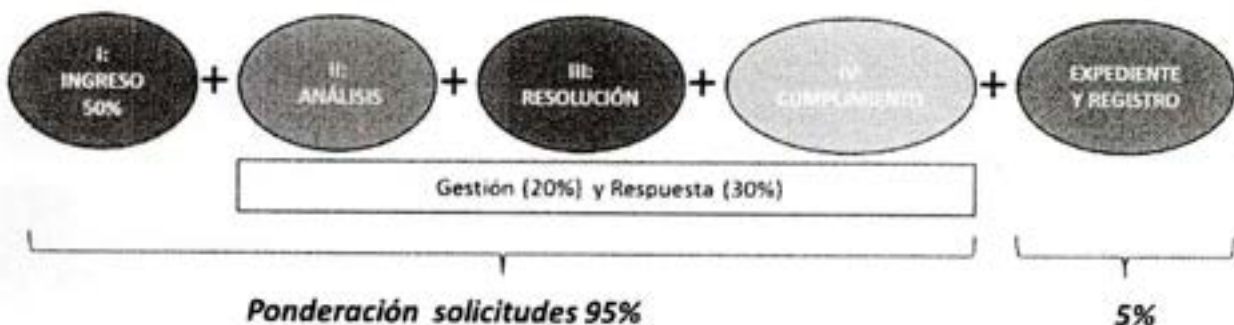 I:
INGRESO
50%
+
II:
ANÁLISIS
+
III:
RESOLUCIÓN
+
IV:
CUMPLIMIENTO
+
EXPEDIENTE
Y REGISTRO
Gestión (20%) y Respuesta (30%)
Ponderación solicitudes 95%
5%